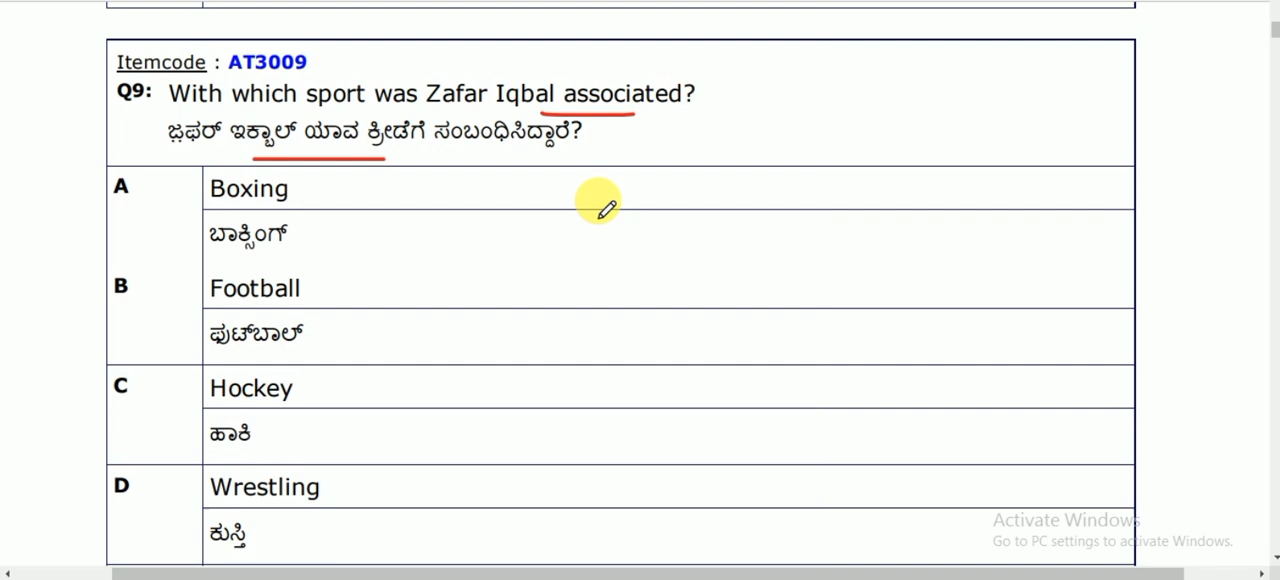 Itemcode : AT3009
Q9: With which sport was Zafar Iqbal associated?
ಜ಼ಫರ್ ಇಕ್ಬಾಲ್ ಯಾವ ಕ್ರೀಡೆಗೆ ಸಂಬಂಧಿಸಿದ್ದಾರೆ?
A Boxing
ಬಾಕ್ಸಿಂಗ್
B Football
ಫುಟ್‌ಬಾಲ್
C Hockey
ಹಾಕಿ
D Wrestling
ಕುಸ್ತಿ
Activate Windows
Go to PC settings to activate Windows.